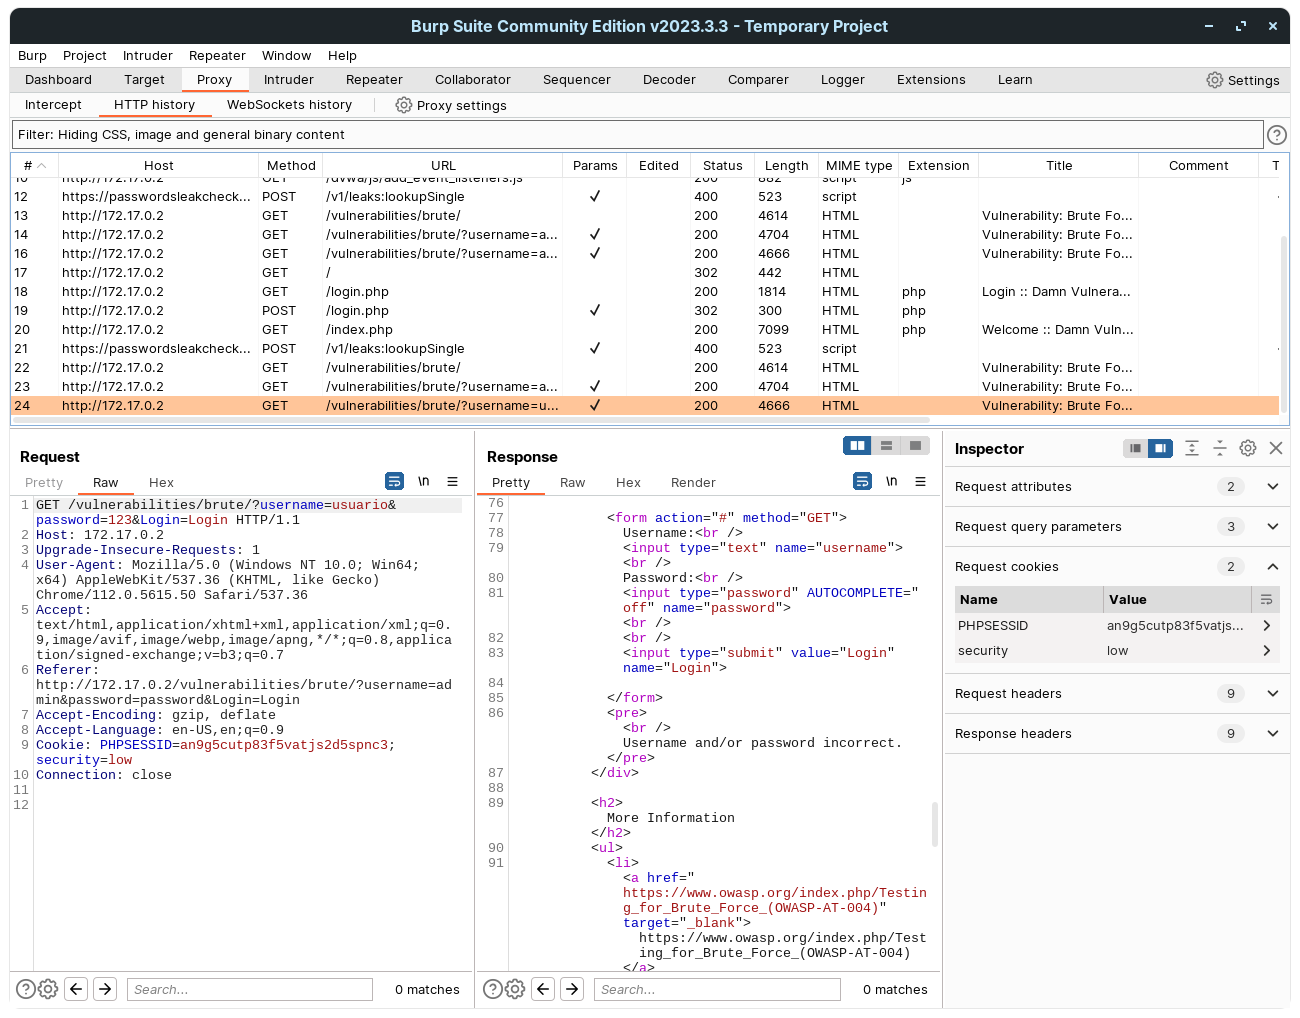 Burp Suite Community Edition v2023.3.3 - Temporary Project
Burp Project Intruder Repeater Window Help
Dashboard Target Proxy Intruder Repeater Collaborator Sequencer Decoder Comparer Logger Extensions Learn Settings
Intercept HTTP history WebSockets history Proxy settings
Filter: Hiding CSS, image and general binary content
# Host Method URL Params Edited Status Length MIME type Extension Title Comment T
10 http://172.17.0.2 GET /dvwa/js/add_event_listeners.js 200 882 script js
12 https://passwordsleakcheck... POST /v1/leaks:lookupSingle ✓ 400 523 script
13 http://172.17.0.2 GET /vulnerabilities/brute/ 200 4614 HTML Vulnerability: Brute Fo...
14 http://172.17.0.2 GET /vulnerabilities/brute/?username=a... ✓ 200 4704 HTML Vulnerability: Brute Fo...
16 http://172.17.0.2 GET /vulnerabilities/brute/?username=a... ✓ 200 4666 HTML Vulnerability: Brute Fo...
17 http://172.17.0.2 GET / 302 442 HTML
18 http://172.17.0.2 GET /login.php 200 1814 HTML php Login :: Damn Vulnera...
19 http://172.17.0.2 POST /login.php ✓ 302 300 HTML php
20 http://172.17.0.2 GET /index.php 200 7099 HTML php Welcome :: Damn Vuln...
21 https://passwordsleakcheck... POST /v1/leaks:lookupSingle ✓ 400 523 script
22 http://172.17.0.2 GET /vulnerabilities/brute/ 200 4614 HTML Vulnerability: Brute Fo...
23 http://172.17.0.2 GET /vulnerabilities/brute/?username=a... ✓ 200 4704 HTML Vulnerability: Brute Fo...
24 http://172.17.0.2 GET /vulnerabilities/brute/?username=u... ✓ 200 4666 HTML Vulnerability: Brute Fo...
Request
Pretty Raw Hex \n
1 GET /vulnerabilities/brute/?username=usuario&
password=123&Login=Login HTTP/1.1
2 Host: 172.17.0.2
3 Upgrade-Insecure-Requests: 1
4 User-Agent: Mozilla/5.0 (Windows NT 10.0; Win64;
x64) AppleWebKit/537.36 (KHTML, like Gecko)
Chrome/112.0.5615.50 Safari/537.36
5 Accept:
text/html,application/xhtml+xml,application/xml;q=0.
9,image/avif,image/webp,image/apng,*/*;q=0.8,applica
tion/signed-exchange;v=b3;q=0.7
6 Referer:
http://172.17.0.2/vulnerabilities/brute/?username=ad
min&password=password&Login=Login
7 Accept-Encoding: gzip, deflate
8 Accept-Language: en-US,en;q=0.9
9 Cookie: PHPSESSID=an9g5cutp83f5vatjs2d5spnc3;
security=low
10 Connection: close
11
12
Search... 0 matches
Response
Pretty Raw Hex Render \n
76
77 <form action="#" method="GET">
78 Username:<br />
79 <input type="text" name="username">
<br />
80 Password:<br />
81 <input type="password" AUTOCOMPLETE="
off" name="password">
<br />
82 <br />
83 <input type="submit" value="Login"
name="Login">
84
85 </form>
86 <pre>
<br />
Username and/or password incorrect.
</pre>
87 </div>
88
89 <h2>
More Information
</h2>
90 <ul>
91 <li>
<a href="
https://www.owasp.org/index.php/Testin
g_for_Brute_Force_(OWASP-AT-004)"
target="_blank">
https://www.owasp.org/index.php/Test
ing_for_Brute_Force_(OWASP-AT-004)
</a>
Search... 0 matches
Inspector
Request attributes 2
Request query parameters 3
Request cookies 2
Name Value
PHPSESSID an9g5cutp83f5vatjs...
security low
Request headers 9
Response headers 9